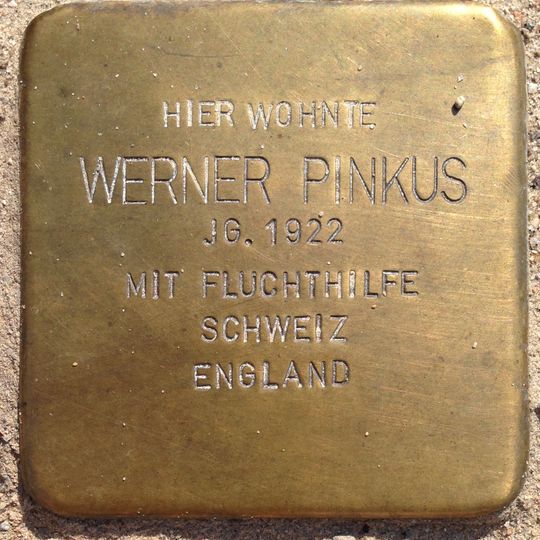 HIER WOHNTE
WERNER PINKUS
JG. 1922
MIT FLUCHTHILFE
SCHWEIZ
ENGLAND